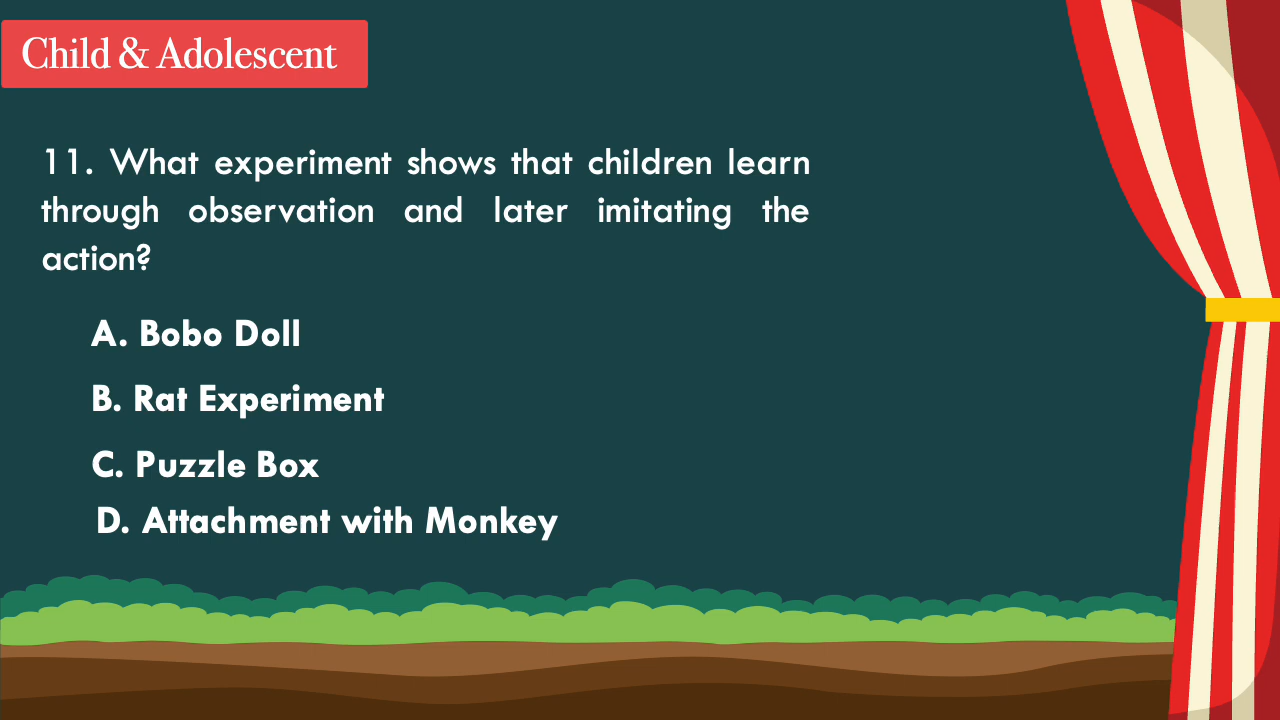 Child & Adolescent
11. What experiment shows that children learn
through observation and later imitating the
action?
A. Bobo Doll
B. Rat Experiment
C. Puzzle Box
D. Attachment with Monkey